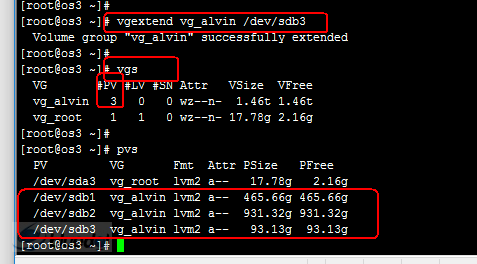 [root@os3 ~]#
[root@os3 ~]# vgextend vg_alvin /dev/sdb3
Volume group "vg_alvin" successfully extended
[root@os3 ~]#
[root@os3 ~]# vgs
VG #PV #LV #SN Attr VSize VFree
vg_alvin 3 0 0 wz--n- 1.46t 1.46t
vg_root 1 1 0 wz--n- 17.78g 2.16g
[root@os3 ~]#
[root@os3 ~]# pvs
PV VG Fmt Attr PSize PFree
/dev/sda3 vg_root lvm2 a-- 17.78g 2.16g
/dev/sdb1 vg_alvin lvm2 a-- 465.66g 465.66g
/dev/sdb2 vg_alvin lvm2 a-- 931.32g 931.32g
/dev/sdb3 vg_alvin lvm2 a-- 93.13g 93.13g
[root@os3 ~]#